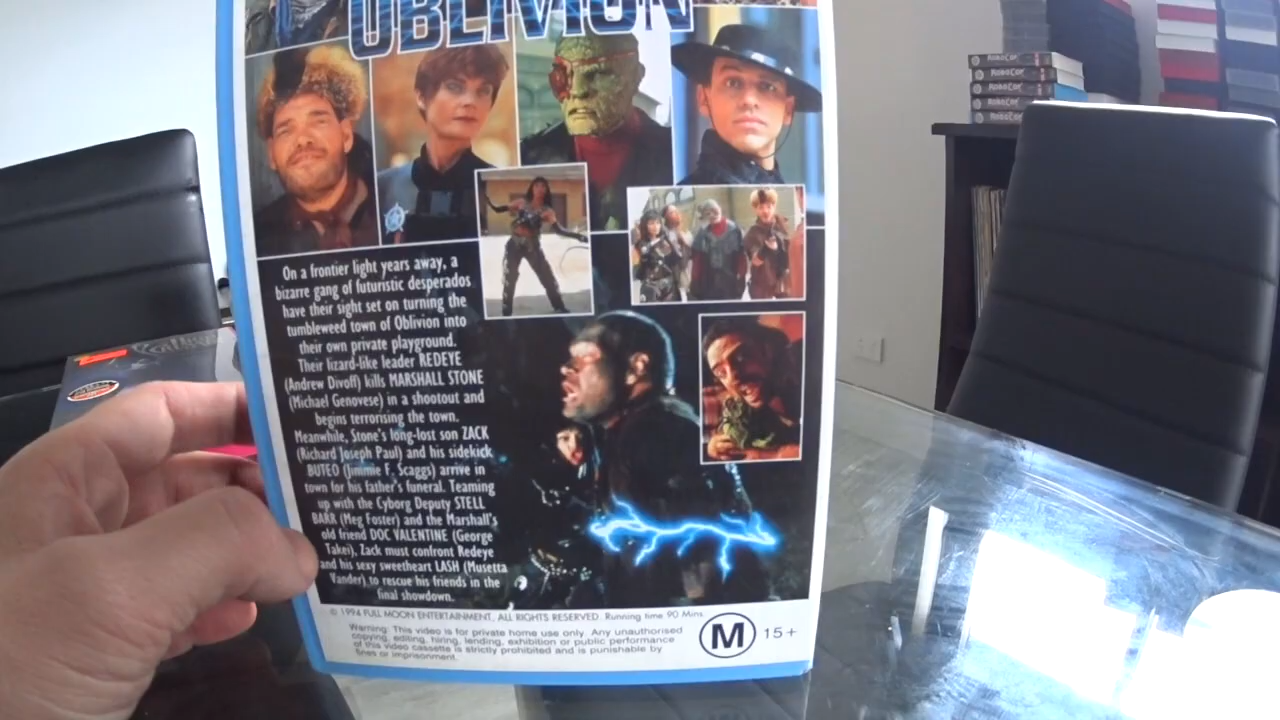 OBLIVION
ROBOCOP
ROBOCOP
ROBOCOP
ROBOCOP
ROBOCOP
On a frontier light years away, a
bizarre gang of futuristic desperados
have their sight set on turning the
tumbleweed town of Oblivion into
their own private playground.
Their lizard-like leader REDEYE
(Andrew Divoff) kills MARSHALL STONE
(Michael Genovese) in a shootout and
begins terrorising the town.
Meanwhile, Stone's long-lost son ZACK
(Richard Joseph Paul) and his sidekick
BUTEO (Jimmie F. Scaggs) arrive in
town for his father's funeral. Teaming
up with the Cyborg Deputy STELL
BARR (Meg Foster) and the Marshall's
old friend DOC VALENTINE (George
Takei), Zack must confront Redeye
and his sexy sweetheart LASH (Musetta
Vander) to rescue his friends in the
final showdown.
© 1994 FULL MOON ENTERTAINMENT, ALL RIGHTS RESERVED. Running time 90 Mins.
Warning: This video is for private home use only. Any unauthorised
copying, editing, hiring, lending, exhibition or public performance
of this video cassette is strictly prohibited and is punishable by
fines or imprisonment.
M 15+